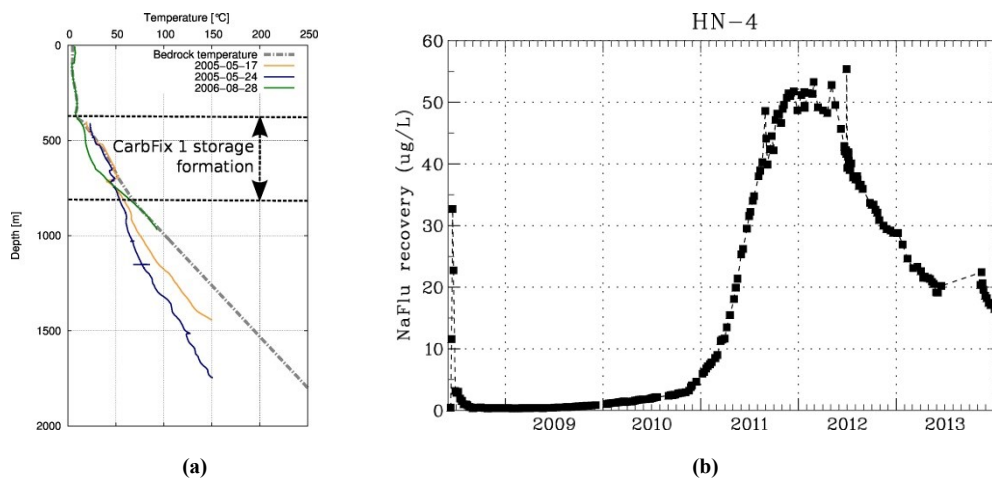 Temperature [°C]
0 50 100 150 200 250
0
500
1000
1500
2000
Depth [m]
Bedrock temperature
2005-05-17
2005-05-24
2006-08-28
CarbFix 1 storage
formation
(a)
HN-4
60
50
40
30
20
10
0
NaFlu recovery (ug/L)
2009 2010 2011 2012 2013
(b)